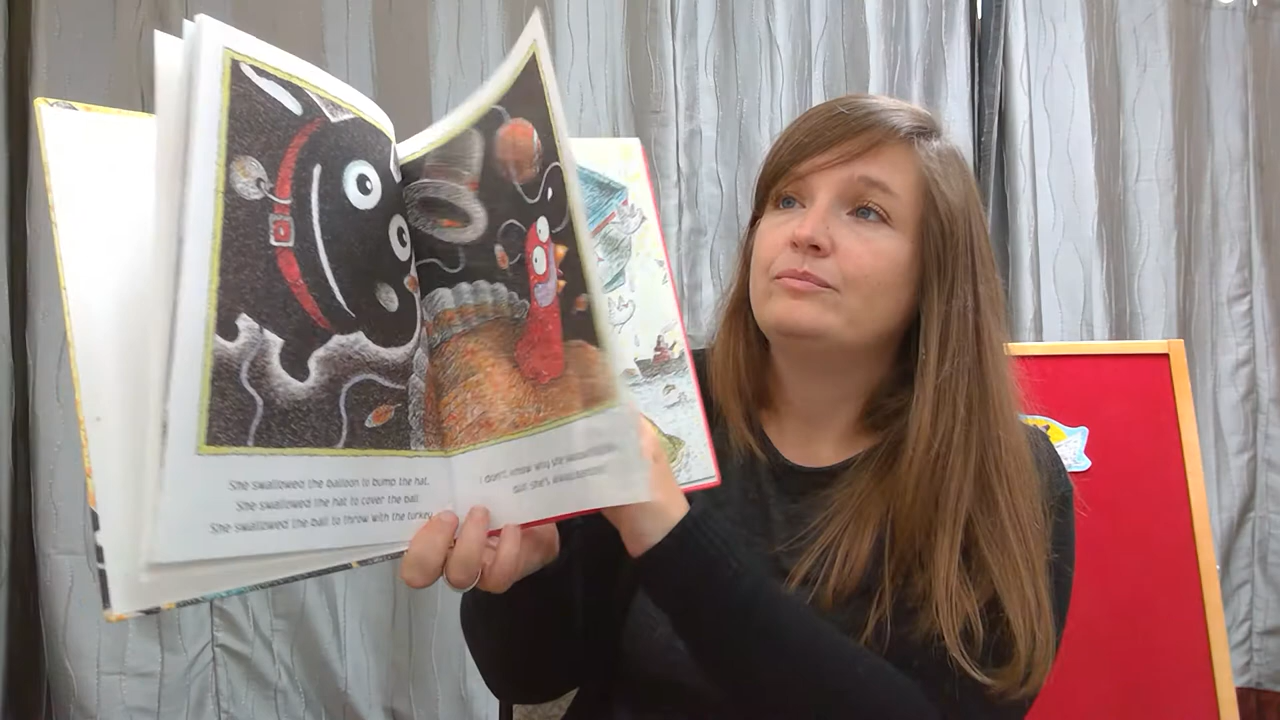 She swallowed the balloon to bump the hat.
She swallowed the hat to cover the ball
She swallowed the ball to throw with the turkey
I don't know why she swallowed
but she's always